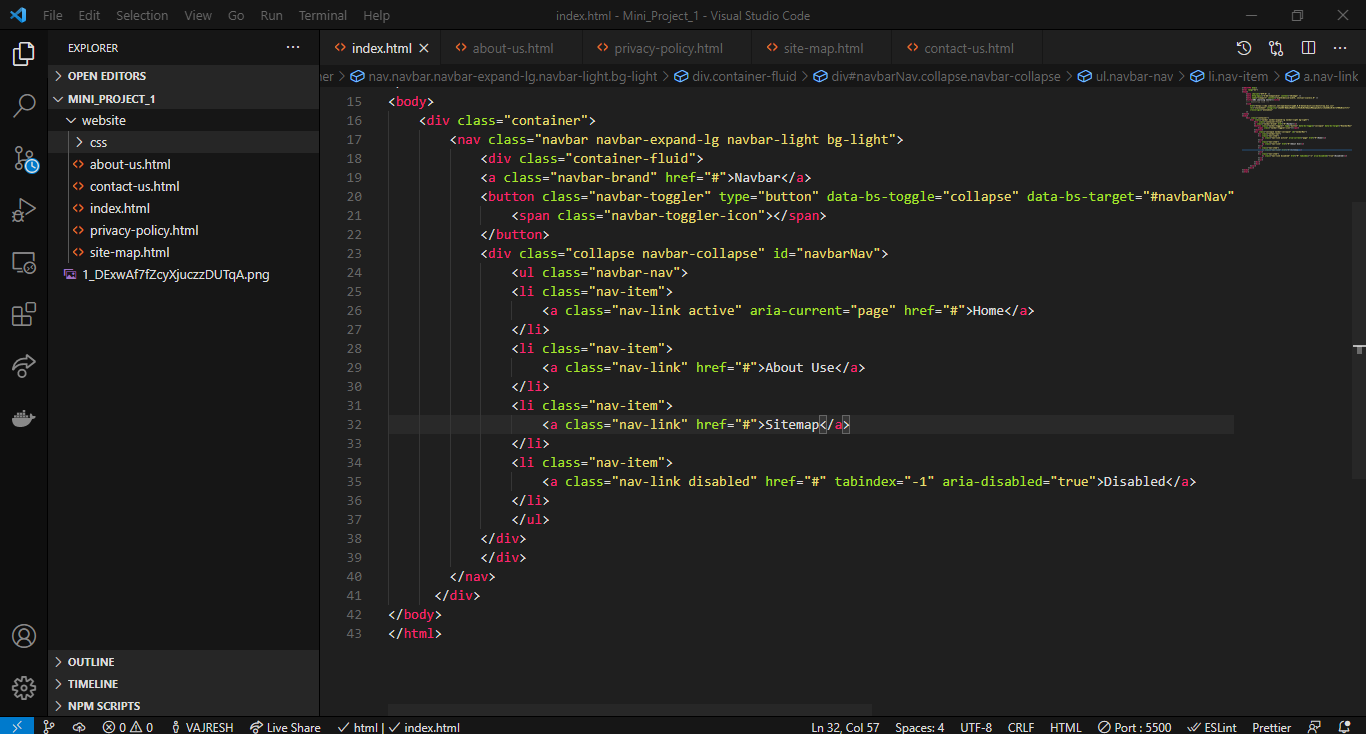 File Edit Selection View Go Run Terminal Help
index.html - Mini_Project_1 - Visual Studio Code
EXPLORER
OPEN EDITORS
MINI_PROJECT_1
website
css
about-us.html
contact-us.html
index.html
privacy-policy.html
site-map.html
1_DExwAf7fZcyXjuczzDUTqA.png
OUTLINE
TIMELINE
NPM SCRIPTS
index.html about-us.html privacy-policy.html site-map.html contact-us.html
ner > nav.navbar.navbar-expand-lg.navbar-light.bg-light > div.container-fluid > div#navbarNav.collapse.navbar-collapse > ul.navbar-nav > li.nav-item > a.nav-link
15 <body>
16 <div class="container">
17 <nav class="navbar navbar-expand-lg navbar-light bg-light">
18 <div class="container-fluid">
19 <a class="navbar-brand" href="#">Navbar</a>
20 <button class="navbar-toggler" type="button" data-bs-toggle="collapse" data-bs-target="#navbarNav"
21 <span class="navbar-toggler-icon"></span>
22 </button>
23 <div class="collapse navbar-collapse" id="navbarNav">
24 <ul class="navbar-nav">
25 <li class="nav-item">
26 <a class="nav-link active" aria-current="page" href="#">Home</a>
27 </li>
28 <li class="nav-item">
29 <a class="nav-link" href="#">About Use</a>
30 </li>
31 <li class="nav-item">
32 <a class="nav-link" href="#">Sitemap</a>
33 </li>
34 <li class="nav-item">
35 <a class="nav-link disabled" href="#" tabindex="-1" aria-disabled="true">Disabled</a>
36 </li>
37 </ul>
38 </div>
39 </div>
40 </nav>
41 </div>
42 </body>
43 </html>
0 0 VAJRESH Live Share html | index.html Ln 32, Col 57 Spaces: 4 UTF-8 CRLF HTML Port : 5500 ESLint Prettier